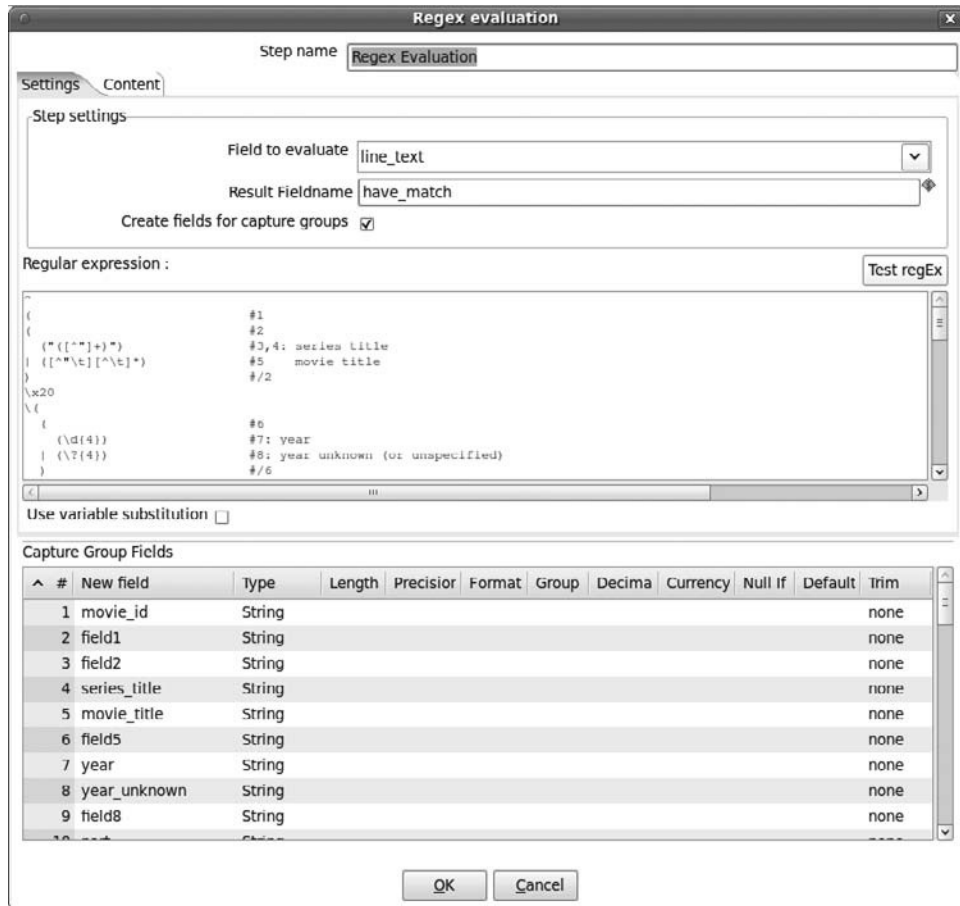 Regex evaluation
Step name Regex Evaluation
Settings Content
Step settings
Field to evaluate line_text
Result Fieldname have_match
Create fields for capture groups
Regular expression :
Test regEx
^
( #1
( #2
("([^"]+)") #3,4: series title
| ([^"\t][^\t]*) #5 movie title
) #/2
\x20
\(
( #6
(\d{4}) #7: year
| (\?{4}) #8: year unknown (or unspecified)
) #/6
Use variable substitution
Capture Group Fields
# New field Type Length Precision Format Group Decima Currency Null If Default Trim
1 movie_id String none
2 field1 String none
3 field2 String none
4 series_title String none
5 movie_title String none
6 field5 String none
7 year String none
8 year_unknown String none
9 field8 String none
OK Cancel